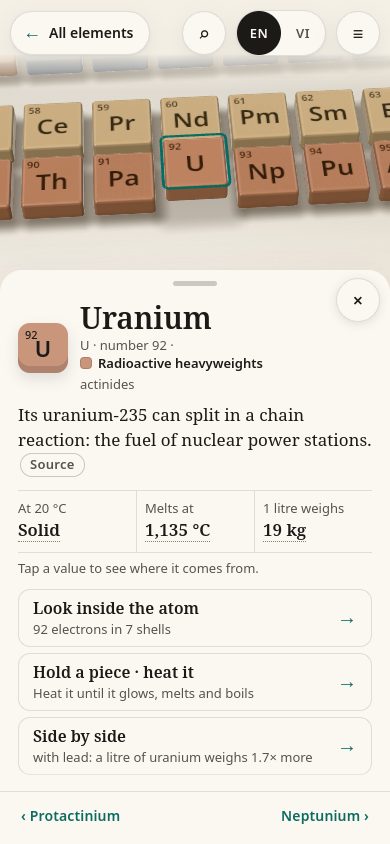 ← All elements
⌕
EN VI
≡
58 Ce
59 Pr
60 Nd
61 Pm
62 Sm
63
90 Th
91 Pa
92 U
93 Np
94 Pu
95
×
92 U
Uranium
U · number 92 ·
Radioactive heavyweights
actinides
Its uranium-235 can split in a chain
reaction: the fuel of nuclear power stations.
Source
At 20 °C Melts at 1 litre weighs
Solid 1,135 °C 19 kg
Tap a value to see where it comes from.
Look inside the atom
92 electrons in 7 shells →
Hold a piece · heat it
Heat it until it glows, melts and boils →
Side by side
with lead: a litre of uranium weighs 1.7× more →
‹ Protactinium Neptunium ›